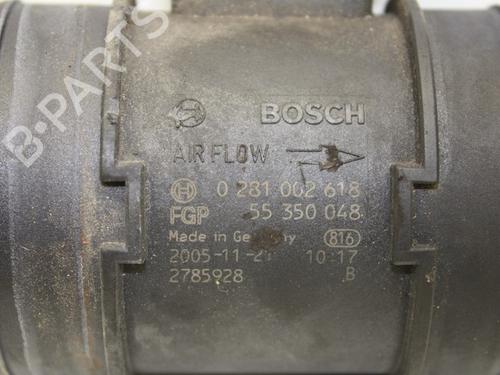 B-PARTS
BOSCH
AIR FLOW
0 281 002 618
FGP 55 350 048
Made in Germany 816
2005-11-21 10:17
2785928 B